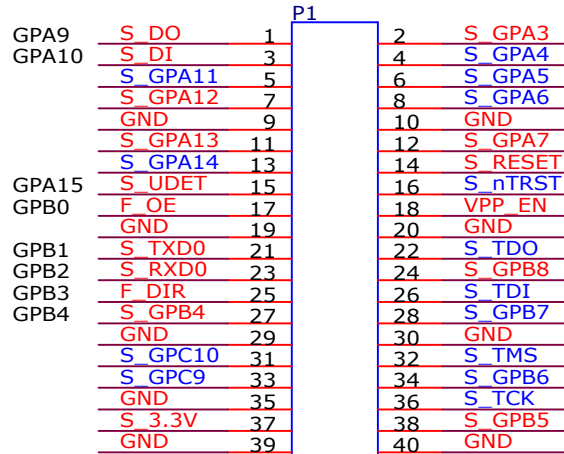 P1
GPA9 S_DO 1 2 S_GPA3
GPA10 S_DI 3 4 S_GPA4
S_GPA11 5 6 S_GPA5
S_GPA12 7 8 S_GPA6
GND 9 10 GND
S_GPA13 11 12 S_GPA7
S_GPA14 13 14 S_RESET
GPA15 S_UDET 15 16 S_nTRST
GPB0 F_OE 17 18 VPP_EN
GND 19 20 GND
GPB1 S_TXD0 21 22 S_TDO
GPB2 S_RXD0 23 24 S_GPB8
GPB3 F_DIR 25 26 S_TDI
GPB4 S_GPB4 27 28 S_GPB7
GND 29 30 GND
S_GPC10 31 32 S_TMS
S_GPC9 33 34 S_GPB6
GND 35 36 S_TCK
S_3.3V 37 38 S_GPB5
GND 39 40 GND